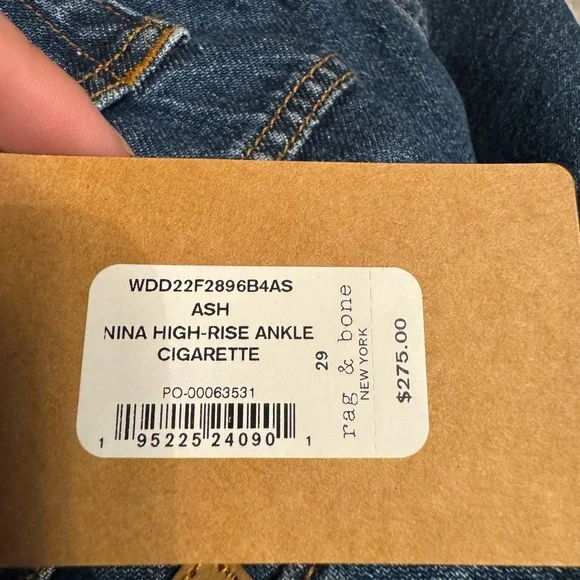 WDD22F2896B4AS
ASH
NINA HIGH-RISE ANKLE
CIGARETTE
PO-00063531
1 95225 24090 1
29
rag & bone
NEW YORK
$275.00